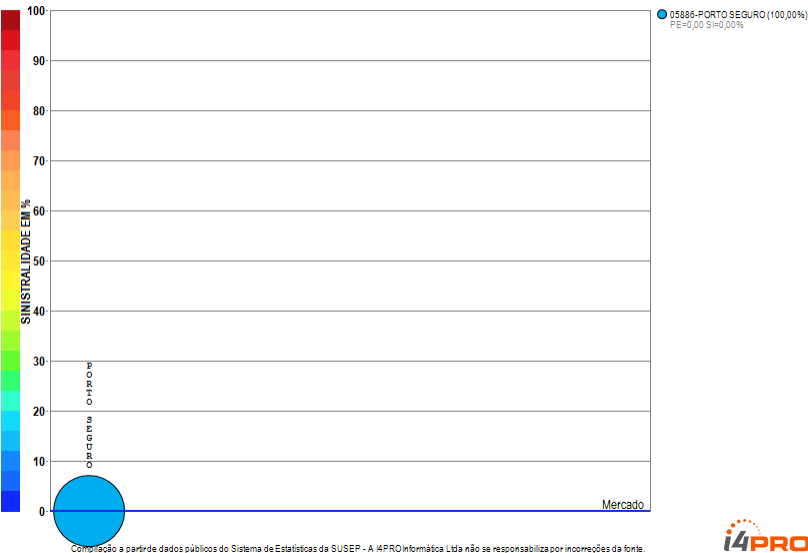 100
90
80
70
60
50
40
30
20
10
0
SINISTRALIDADE EM %
PORTO SEGURO
Mercado
05886-PORTO SEGURO (100,00%)
PE=0,00 SI=0,00%
Compilação a partir de dados públicos do Sistema de Estatísticas da SUSEP - A I4PRO Informática Ltda não se responsabiliza por incorreções da fonte.
i4PRO